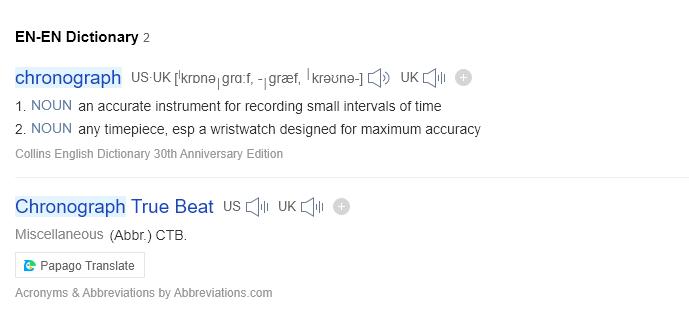 EN-EN Dictionary 2
chronograph US·UK [ˈkrɒnəˌɡrɑːf, -ˌɡræf, ˈkrəʊnə-] UK
1. NOUN an accurate instrument for recording small intervals of time
2. NOUN any timepiece, esp a wristwatch designed for maximum accuracy
Collins English Dictionary 30th Anniversary Edition
Chronograph True Beat US UK
Miscellaneous (Abbr.) CTB.
Papago Translate
Acronyms & Abbreviations by Abbreviations.com